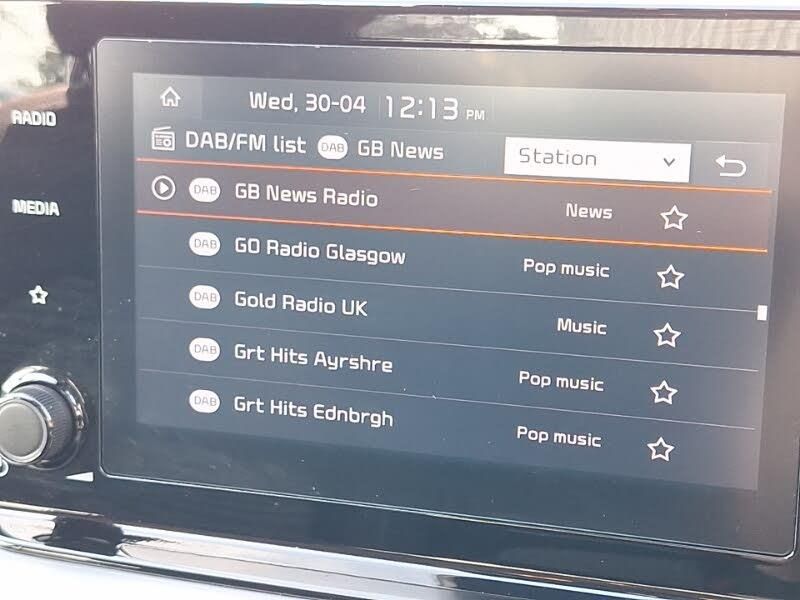 RADIO
MEDIA
Wed, 30-04 12:13 PM
DAB/FM list DAB GB News Station
DAB GB News Radio News
DAB GO Radio Glasgow Pop music
DAB Gold Radio UK Music
DAB Grt Hits Ayrshre Pop music
DAB Grt Hits Ednbrgh Pop music